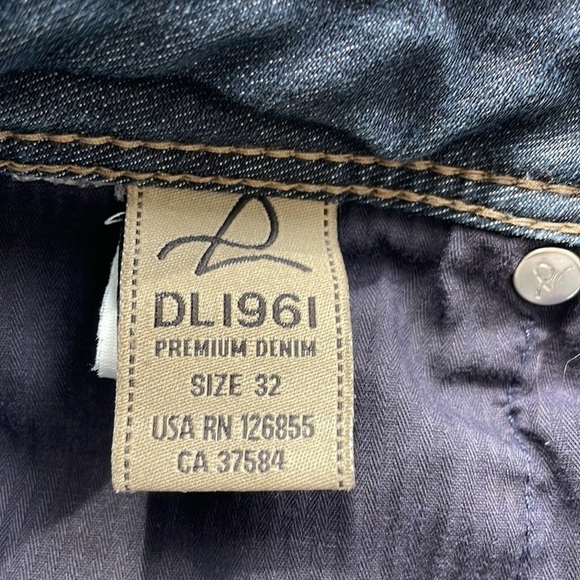 DL1961
PREMIUM DENIM
SIZE 32
USA RN 126855
CA 37584